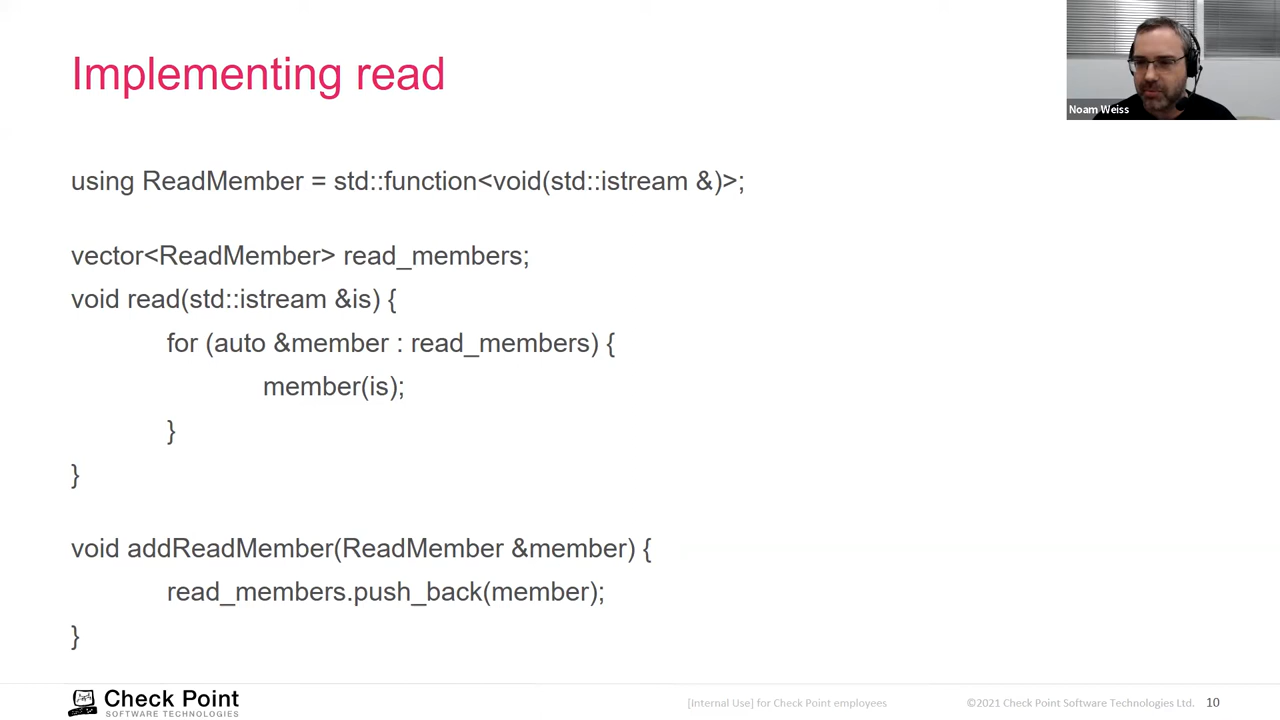 Implementing read
Noam Weiss
using ReadMember = std::function<void(std::istream &)>;
vector<ReadMember> read_members;
void read(std::istream &is) {
for (auto &member : read_members) {
member(is);
}
}
void addReadMember(ReadMember &member) {
read_members.push_back(member);
}
Check Point
SOFTWARE TECHNOLOGIES
[Internal Use] for Check Point employees
©2021 Check Point Software Technologies Ltd.
10